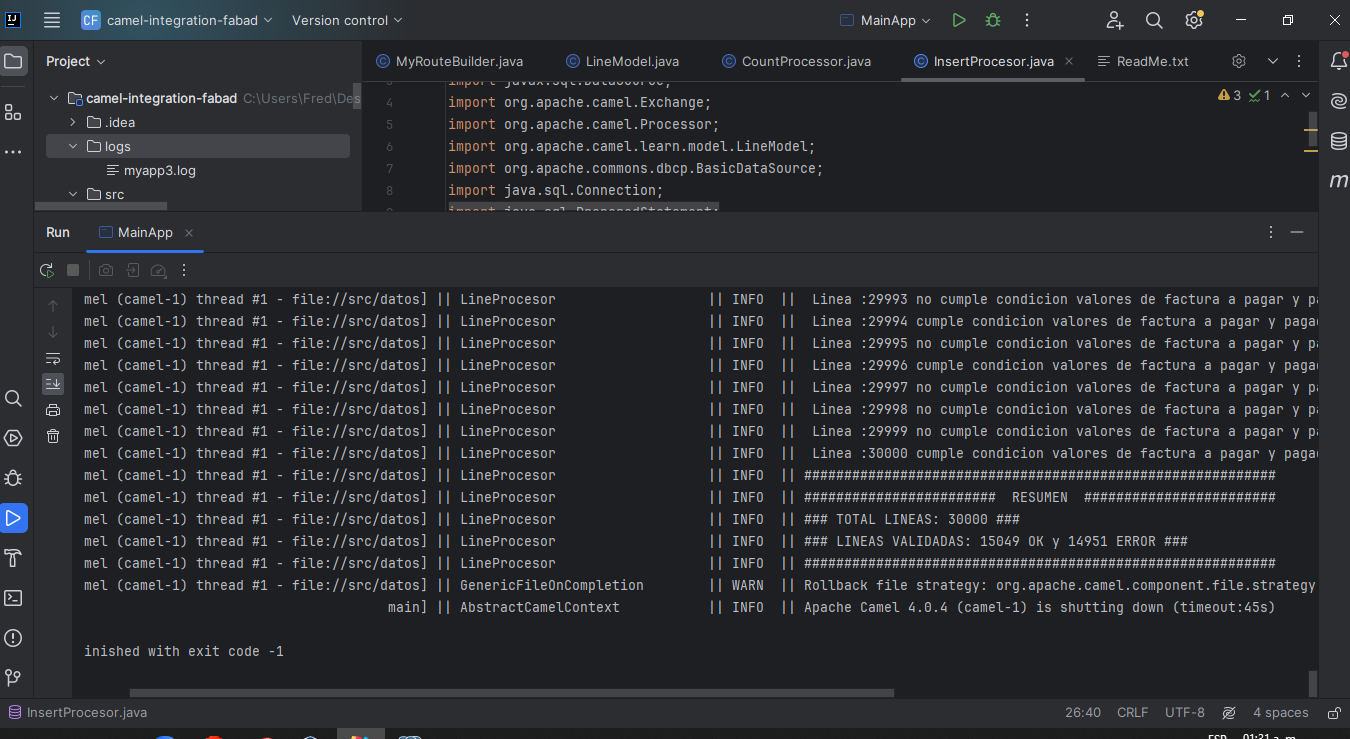 CF camel-integration-fabad Version control MainApp
Project
MyRouteBuilder.java LineModel.java CountProcessor.java InsertProcesor.java ReadMe.txt
camel-integration-fabad C:\Users\Fred\Des
.idea
logs
myapp3.log
src
3 import javax.sql.DataSource;
4 import org.apache.camel.Exchange;
5 import org.apache.camel.Processor;
6 import org.apache.camel.learn.model.LineModel;
7 import org.apache.commons.dbcp.BasicDataSource;
8 import java.sql.Connection;
9 import java.sql.PreparedStatement;
3 1
Run MainApp
mel (camel-1) thread #1 - file://src/datos] || LineProcesor || INFO || Linea :29993 no cumple condicion valores de factura a pagar y pa
mel (camel-1) thread #1 - file://src/datos] || LineProcesor || INFO || Linea :29994 cumple condicion valores de factura a pagar y pagad
mel (camel-1) thread #1 - file://src/datos] || LineProcesor || INFO || Linea :29995 no cumple condicion valores de factura a pagar y pa
mel (camel-1) thread #1 - file://src/datos] || LineProcesor || INFO || Linea :29996 cumple condicion valores de factura a pagar y pagad
mel (camel-1) thread #1 - file://src/datos] || LineProcesor || INFO || Linea :29997 no cumple condicion valores de factura a pagar y pa
mel (camel-1) thread #1 - file://src/datos] || LineProcesor || INFO || Linea :29998 no cumple condicion valores de factura a pagar y pa
mel (camel-1) thread #1 - file://src/datos] || LineProcesor || INFO || Linea :29999 no cumple condicion valores de factura a pagar y pa
mel (camel-1) thread #1 - file://src/datos] || LineProcesor || INFO || Linea :30000 cumple condicion valores de factura a pagar y pagad
mel (camel-1) thread #1 - file://src/datos] || LineProcesor || INFO || ###########################################################
mel (camel-1) thread #1 - file://src/datos] || LineProcesor || INFO || ######################## RESUMEN ########################
mel (camel-1) thread #1 - file://src/datos] || LineProcesor || INFO || ### TOTAL LINEAS: 30000 ###
mel (camel-1) thread #1 - file://src/datos] || LineProcesor || INFO || ### LINEAS VALIDADAS: 15049 OK y 14951 ERROR ###
mel (camel-1) thread #1 - file://src/datos] || LineProcesor || INFO || ###########################################################
mel (camel-1) thread #1 - file://src/datos] || GenericFileOnCompletion || WARN || Rollback file strategy: org.apache.camel.component.file.strategy
main] || AbstractCamelContext || INFO || Apache Camel 4.0.4 (camel-1) is shutting down (timeout:45s)
inished with exit code -1
InsertProcesor.java 26:40 CRLF UTF-8 4 spaces